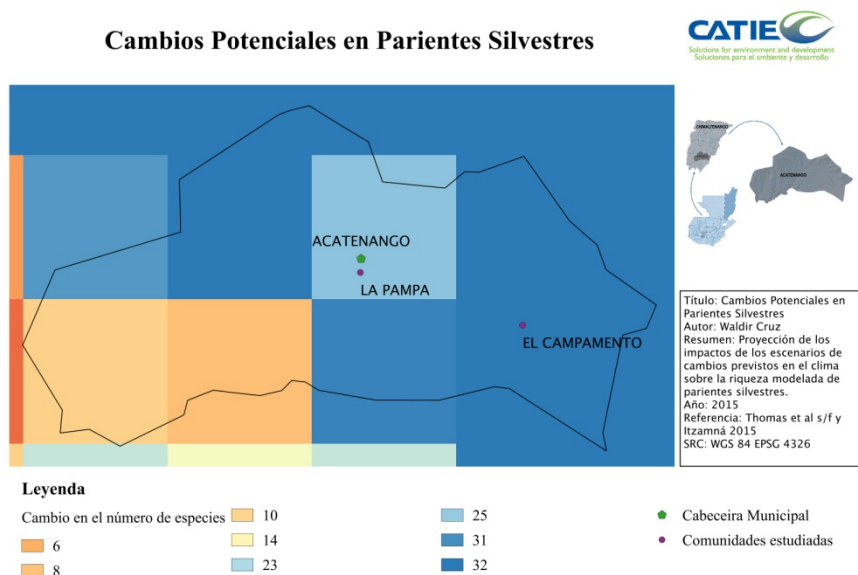 Cambios Potenciales en Parientes Silvestres
CATIE
Solutions for environment and development
Soluciones para el ambiente y desarrollo
CHIMALTENANGO
ACATENANGO
ACATENANGO
LA PAMPA
EL CAMPAMENTO
Título: Cambios Potenciales en
Parientes Silvestres
Autor: Waldir Cruz
Resumen: Proyección de los
impactos de los escenarios de
cambios previstos en el clima
sobre la riqueza modelada de
parientes silvestres.
Año: 2015
Referencia: Thomas et al s/f y
Itzamná 2015
SRC: WGS 84 EPSG 4326
Leyenda
Cambio en el número de especies
6
8
10
14
23
25
31
32
Cabeceira Municipal
Comunidades estudiadas